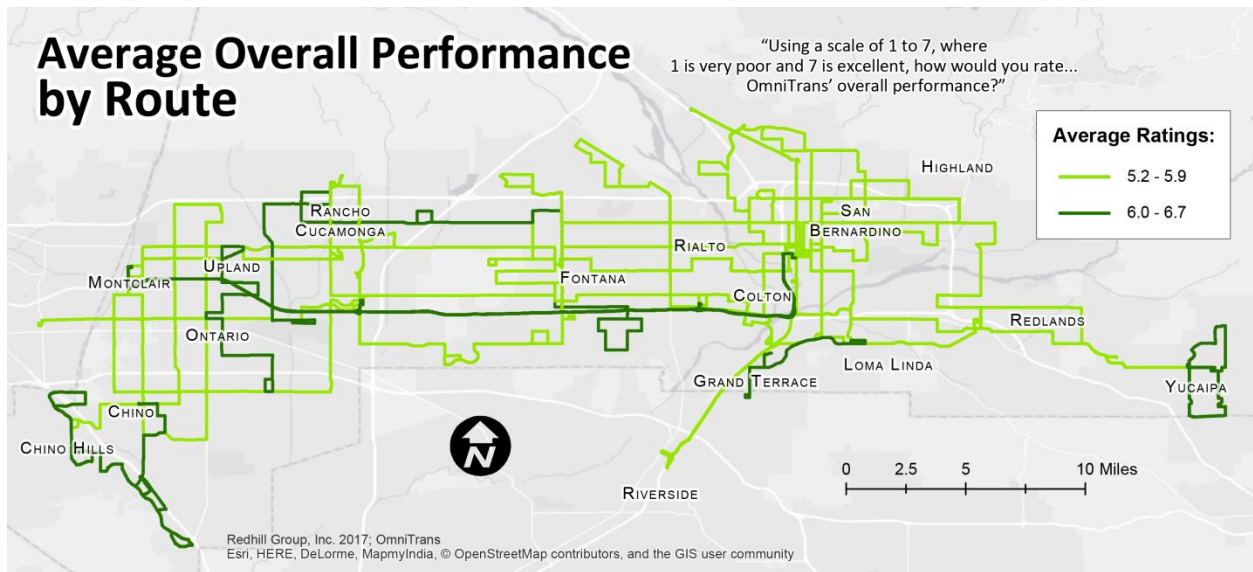 Average Overall Performance
by Route
“Using a scale of 1 to 7, where
1 is very poor and 7 is excellent, how would you rate...
OmniTrans’ overall performance?”
Average Ratings:
5.2 - 5.9
6.0 - 6.7
HIGHLAND
RANCHO
CUCAMONGA
SAN
BERNARDINO
RIALTO
UPLAND
MONTCLAIR
FONTANA
COLTON
ONTARIO
REDLANDS
LOMA LINDA
GRAND TERRACE
YUCAIPA
CHINO
CHINO HILLS
N
RIVERSIDE
0 2.5 5 10 Miles
Redhill Group, Inc. 2017; OmniTrans
Esri, HERE, DeLorme, MapmyIndia, © OpenStreetMap contributors, and the GIS user community